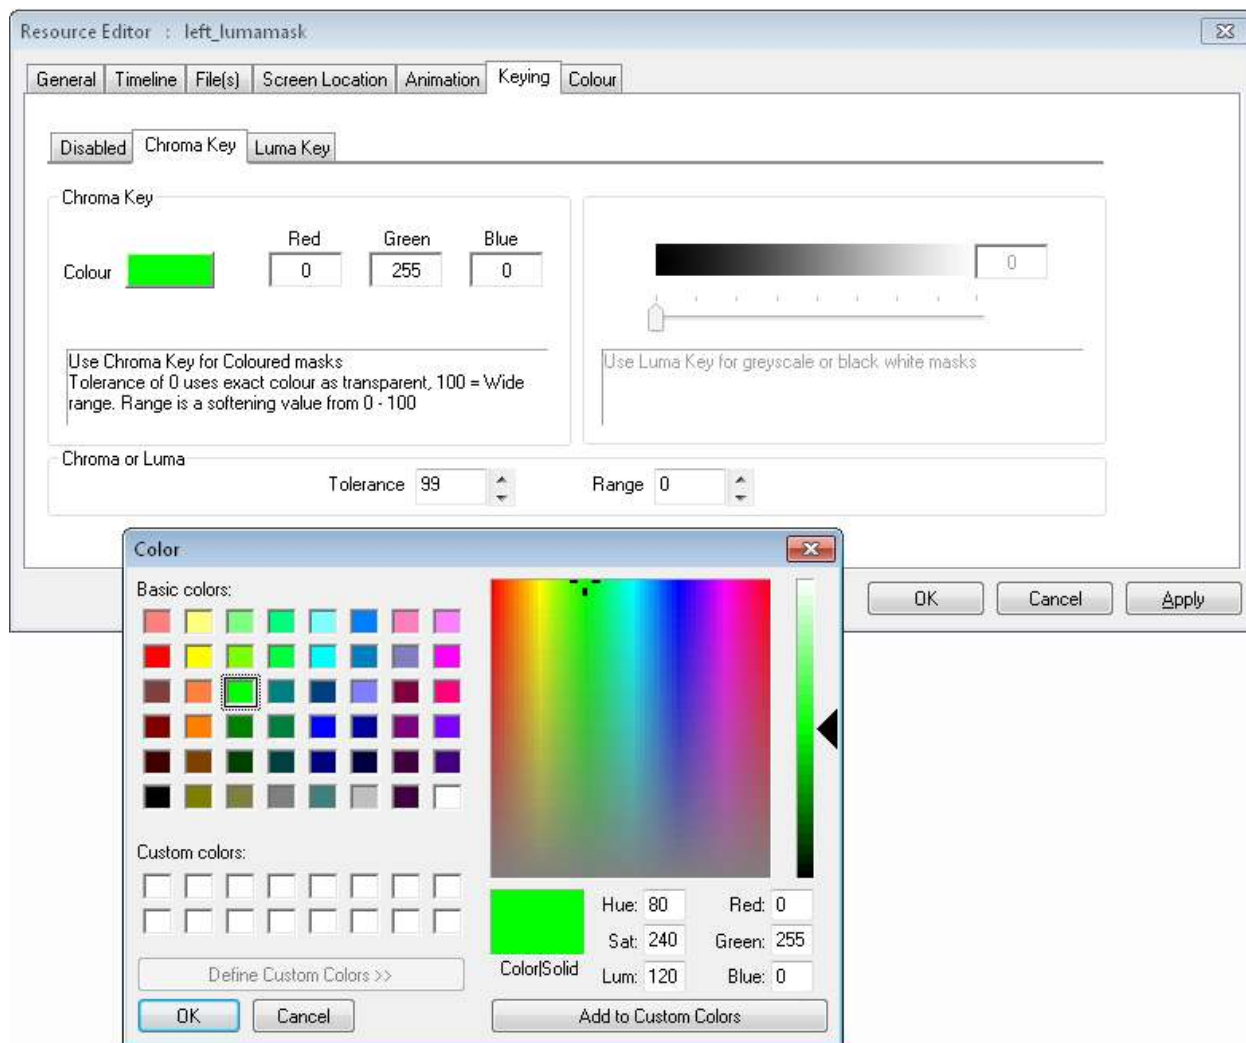 Resource Editor : left_lumamask
General Timeline File(s) Screen Location Animation Keying Colour
Disabled Chroma Key Luma Key
Chroma Key
Red Green Blue
Colour 0 255 0
0
Use Chroma Key for Coloured masks
Tolerance of 0 uses exact colour as transparent, 100 = Wide
range. Range is a softening value from 0 - 100
Use Luma Key for greyscale or black white masks
Chroma or Luma
Tolerance 99 Range 0
OK Cancel Apply
Color
Basic colors:
Custom colors:
Define Custom Colors >>
OK Cancel
Color|Solid
Hue: 80 Red: 0
Sat: 240 Green: 255
Lum: 120 Blue: 0
Add to Custom Colors